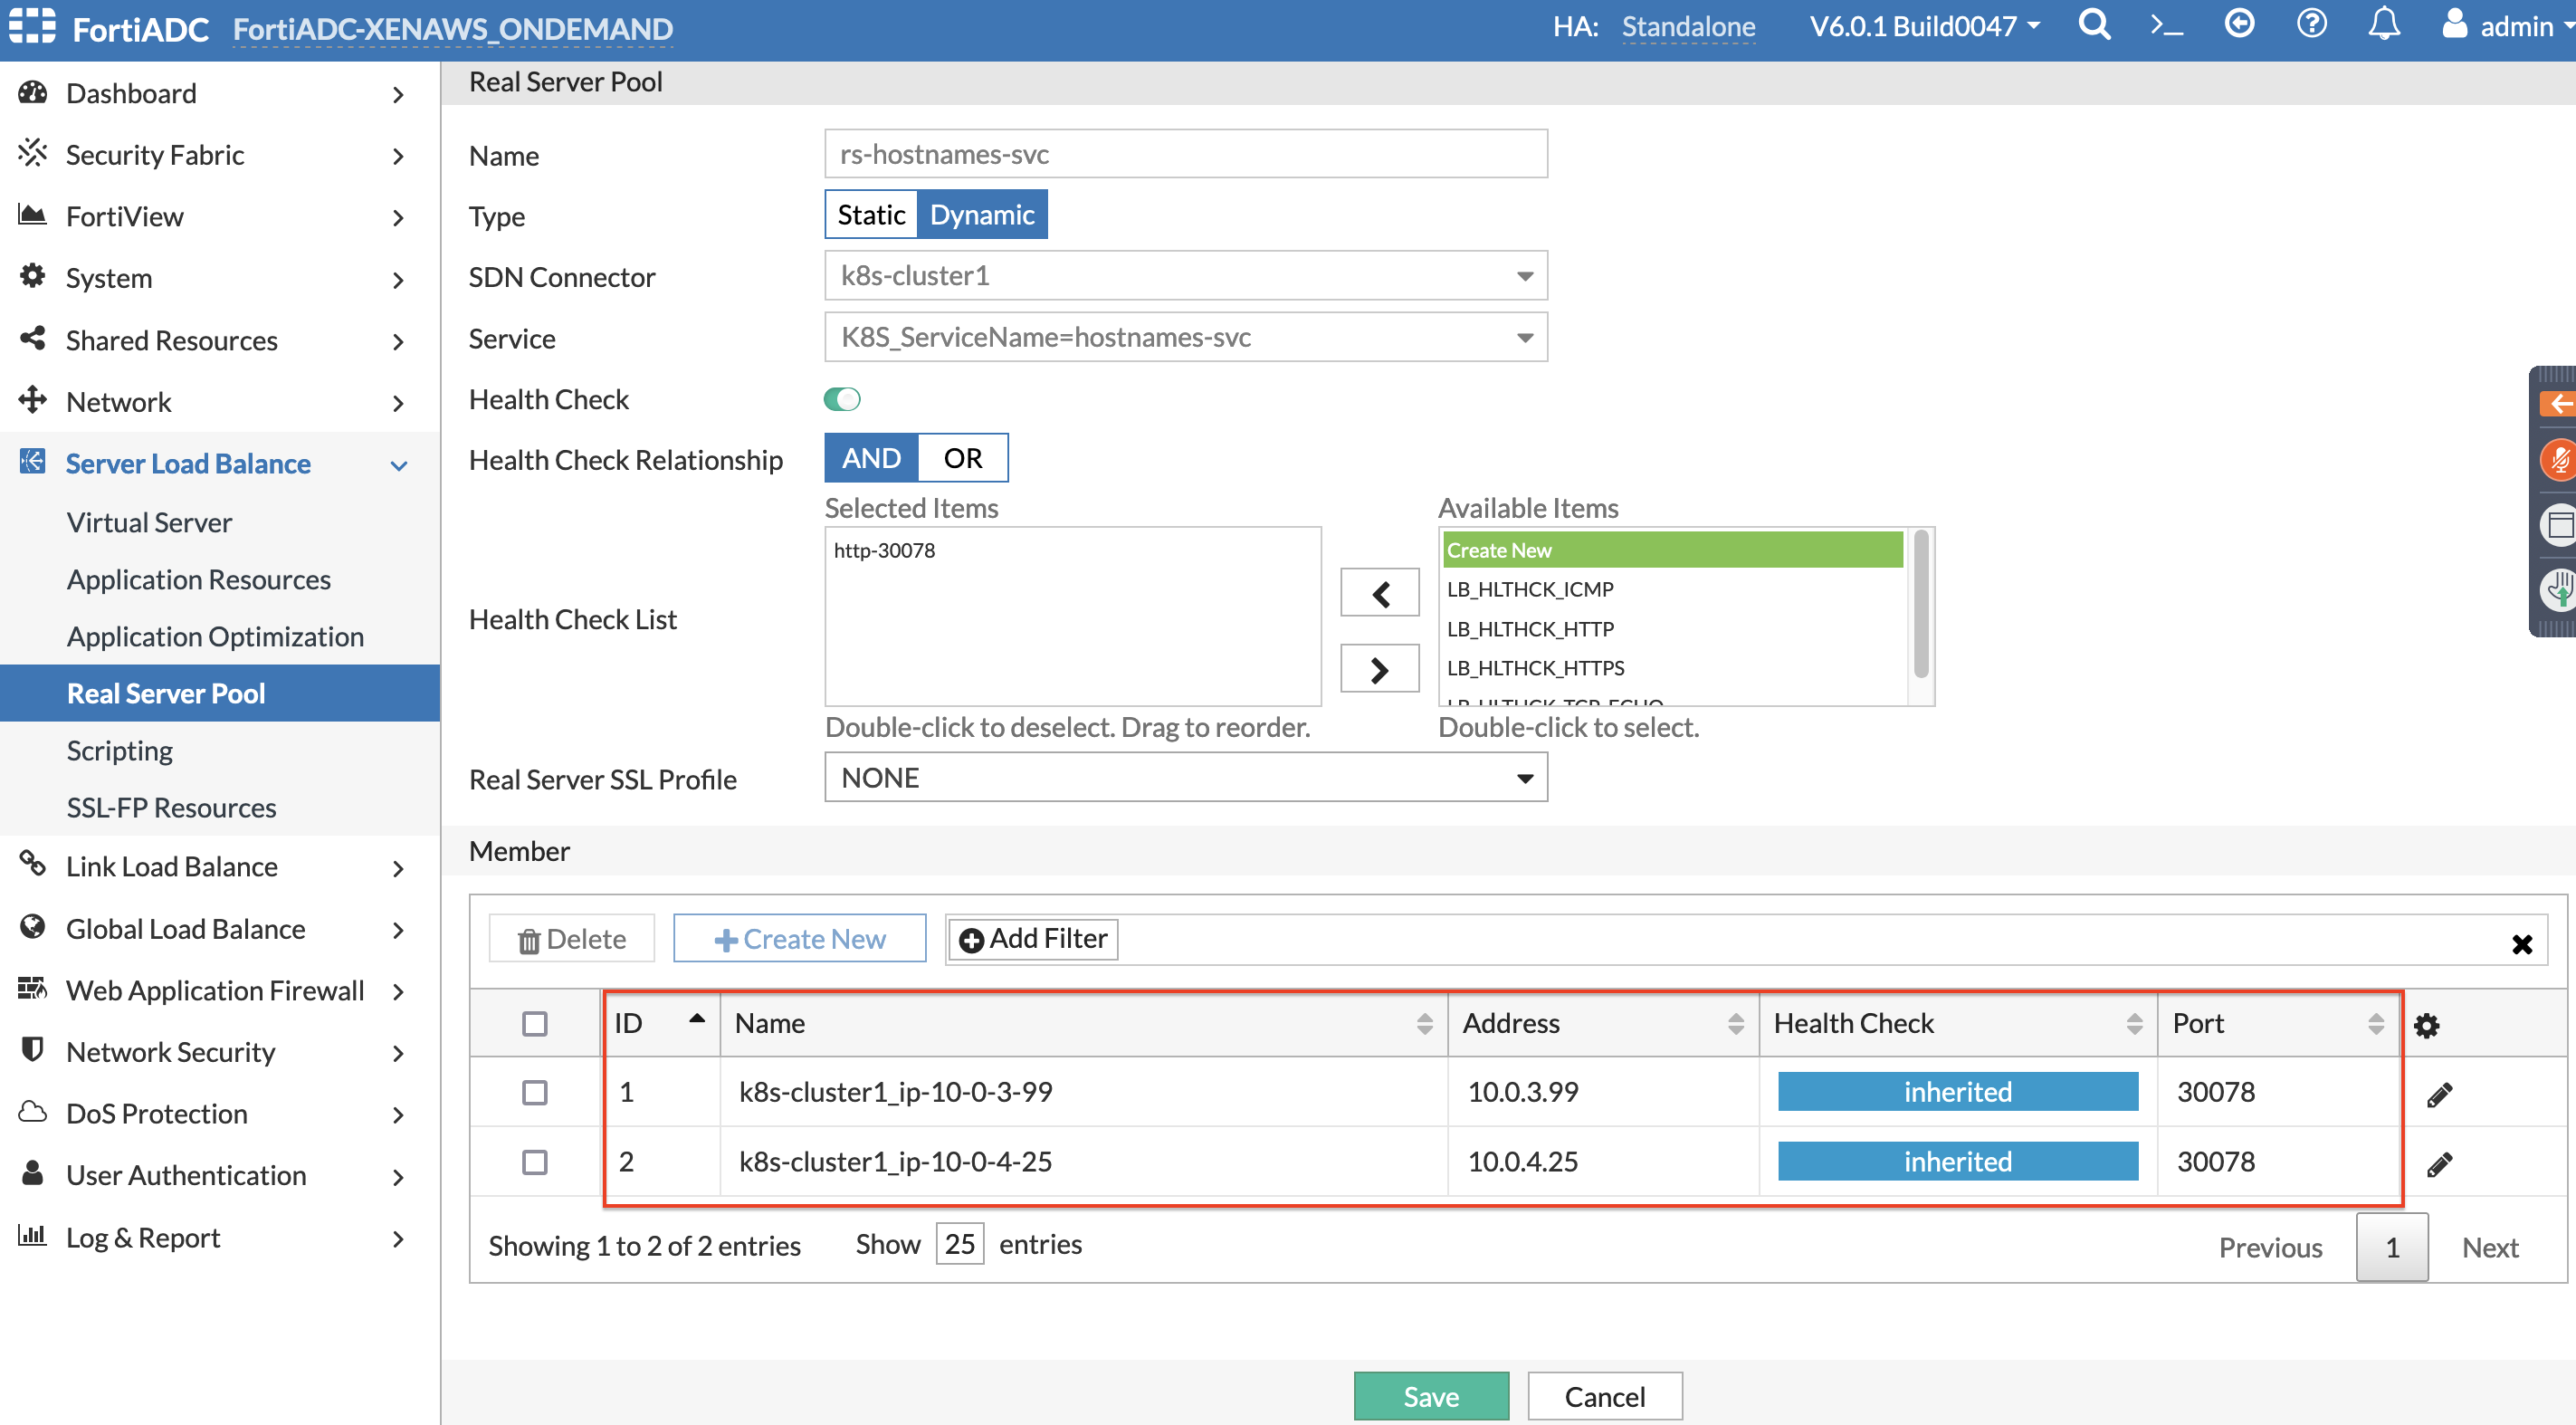 FortiADC FortiADC-XENAWS_ONDEMAND HA: Standalone V6.0.1 Build0047 admin
Dashboard
Security Fabric
FortiView
System
Shared Resources
Network
Server Load Balance
Virtual Server
Application Resources
Application Optimization
Real Server Pool
Scripting
SSL-FP Resources
Link Load Balance
Global Load Balance
Web Application Firewall
Network Security
DoS Protection
User Authentication
Log & Report
Real Server Pool
Name rs-hostnames-svc
Type Static Dynamic
SDN Connector k8s-cluster1
Service K8S_ServiceName=hostnames-svc
Health Check
Health Check Relationship AND OR
Selected Items Available Items
Health Check List
http-30078
Create New
LB_HLTHCK_ICMP
LB_HLTHCK_HTTP
LB_HLTHCK_HTTPS
LB_HLTHCK_TCP_ECHO
Double-click to deselect. Drag to reorder. Double-click to select.
Real Server SSL Profile NONE
Member
Delete Create New Add Filter
ID Name Address Health Check Port
1 k8s-cluster1_ip-10-0-3-99 10.0.3.99 inherited 30078
2 k8s-cluster1_ip-10-0-4-25 10.0.4.25 inherited 30078
Showing 1 to 2 of 2 entries Show 25 entries Previous 1 Next
Save Cancel